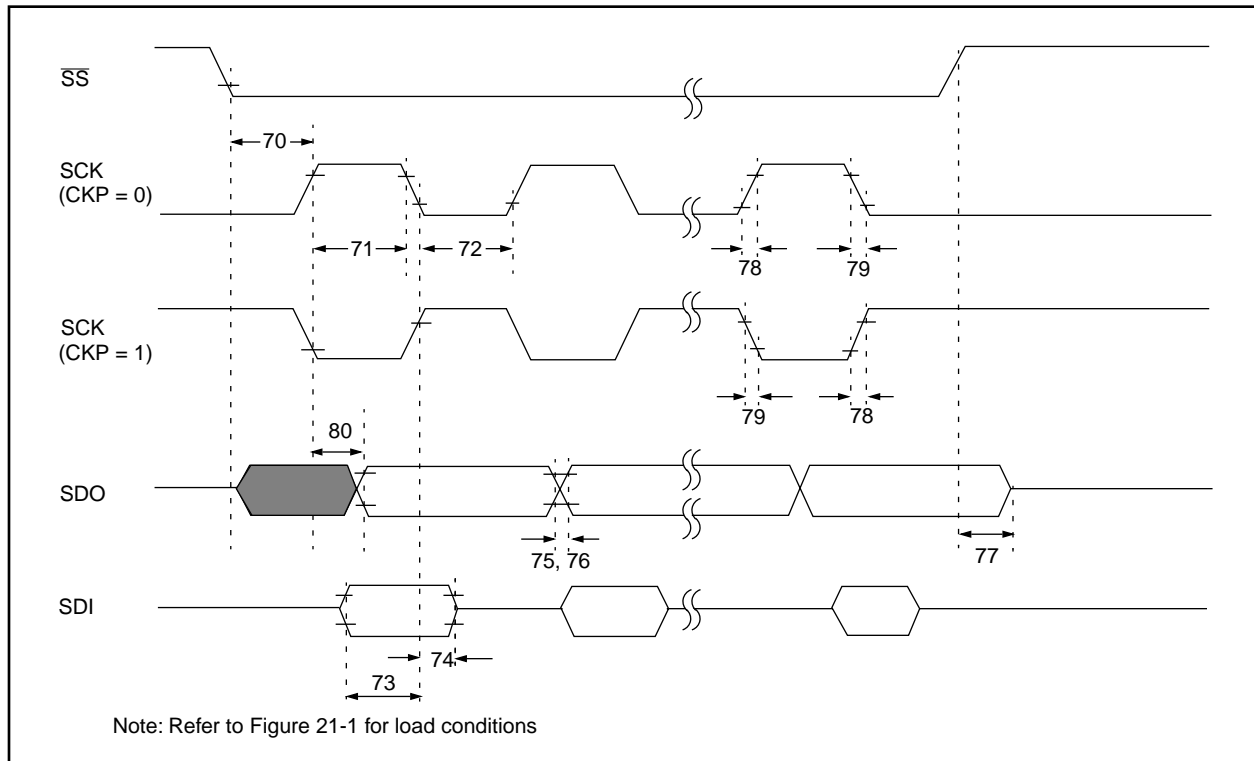 SS
70
SCK
(CKP = 0)
71
72
78
79
SCK
(CKP = 1)
79
78
80
SDO
75, 76
77
SDI
74
73
Note: Refer to Figure 21-1 for load conditions